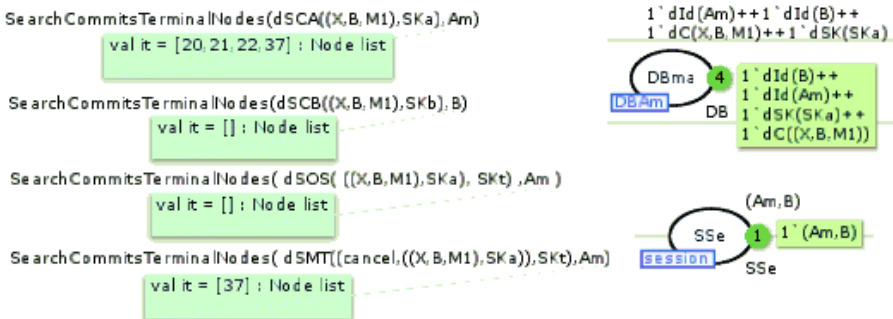 SearchCommitsTerminalNodes(dSCA((X,B,M1),SKa),Am)
val it = [20,21,22,37] : Node list
SearchCommitsTerminalNodes(dSCB((X,B,M1),SKb),B)
val it = [] : Node list
SearchCommitsTerminalNodes( dSOS( ((X,B,M1),SKa), SKt) ,Am )
val it = [] : Node list
SearchCommitsTerminalNodes( dSMT((cancel,((X,B,M1),SKa)),SKt),Am)
val it = [37] : Node list
1`dId(Am)++1`dId(B)++
1`dC(X,B,M1)++1`dSK(SKa)
DBma
4
DBAm
DB
1`dId(B)++
1`dId(Am)++
1`dSK(SKa)++
1`dC((X,B,M1))
(Am,B)
SSe
1
1`(Am,B)
session
SSe